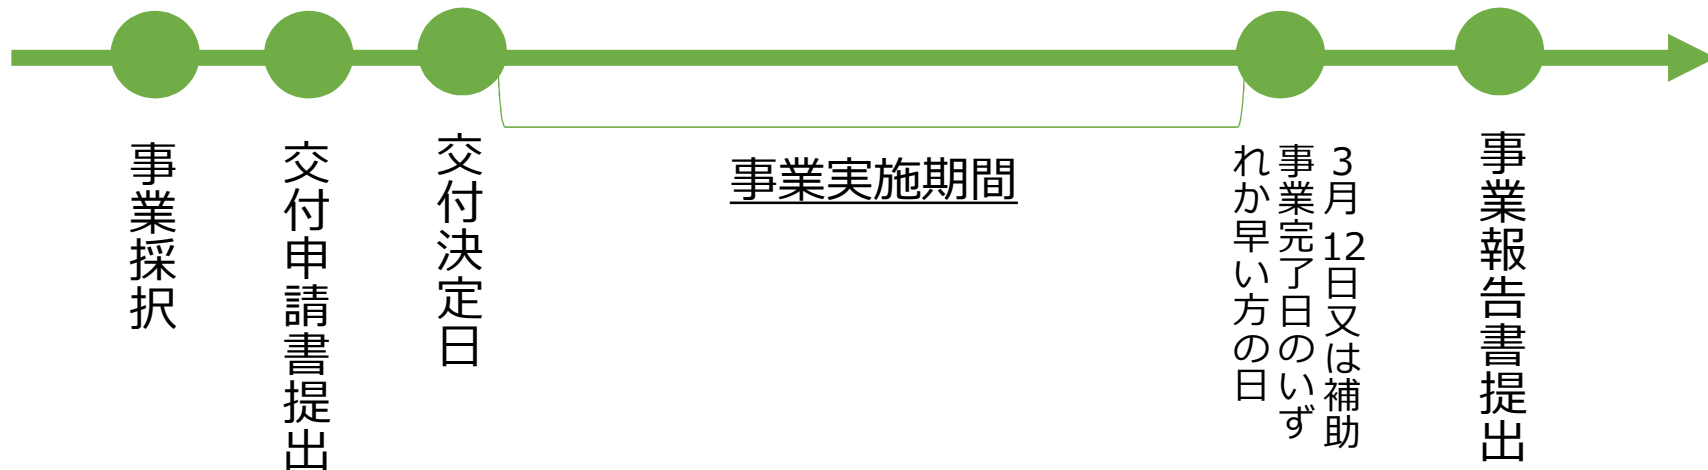 事業採択
交付申請書提出
交付決定日
事業実施期間
3月12日又は補助
事業完了日のいず
れか早い方の日
事業報告書提出